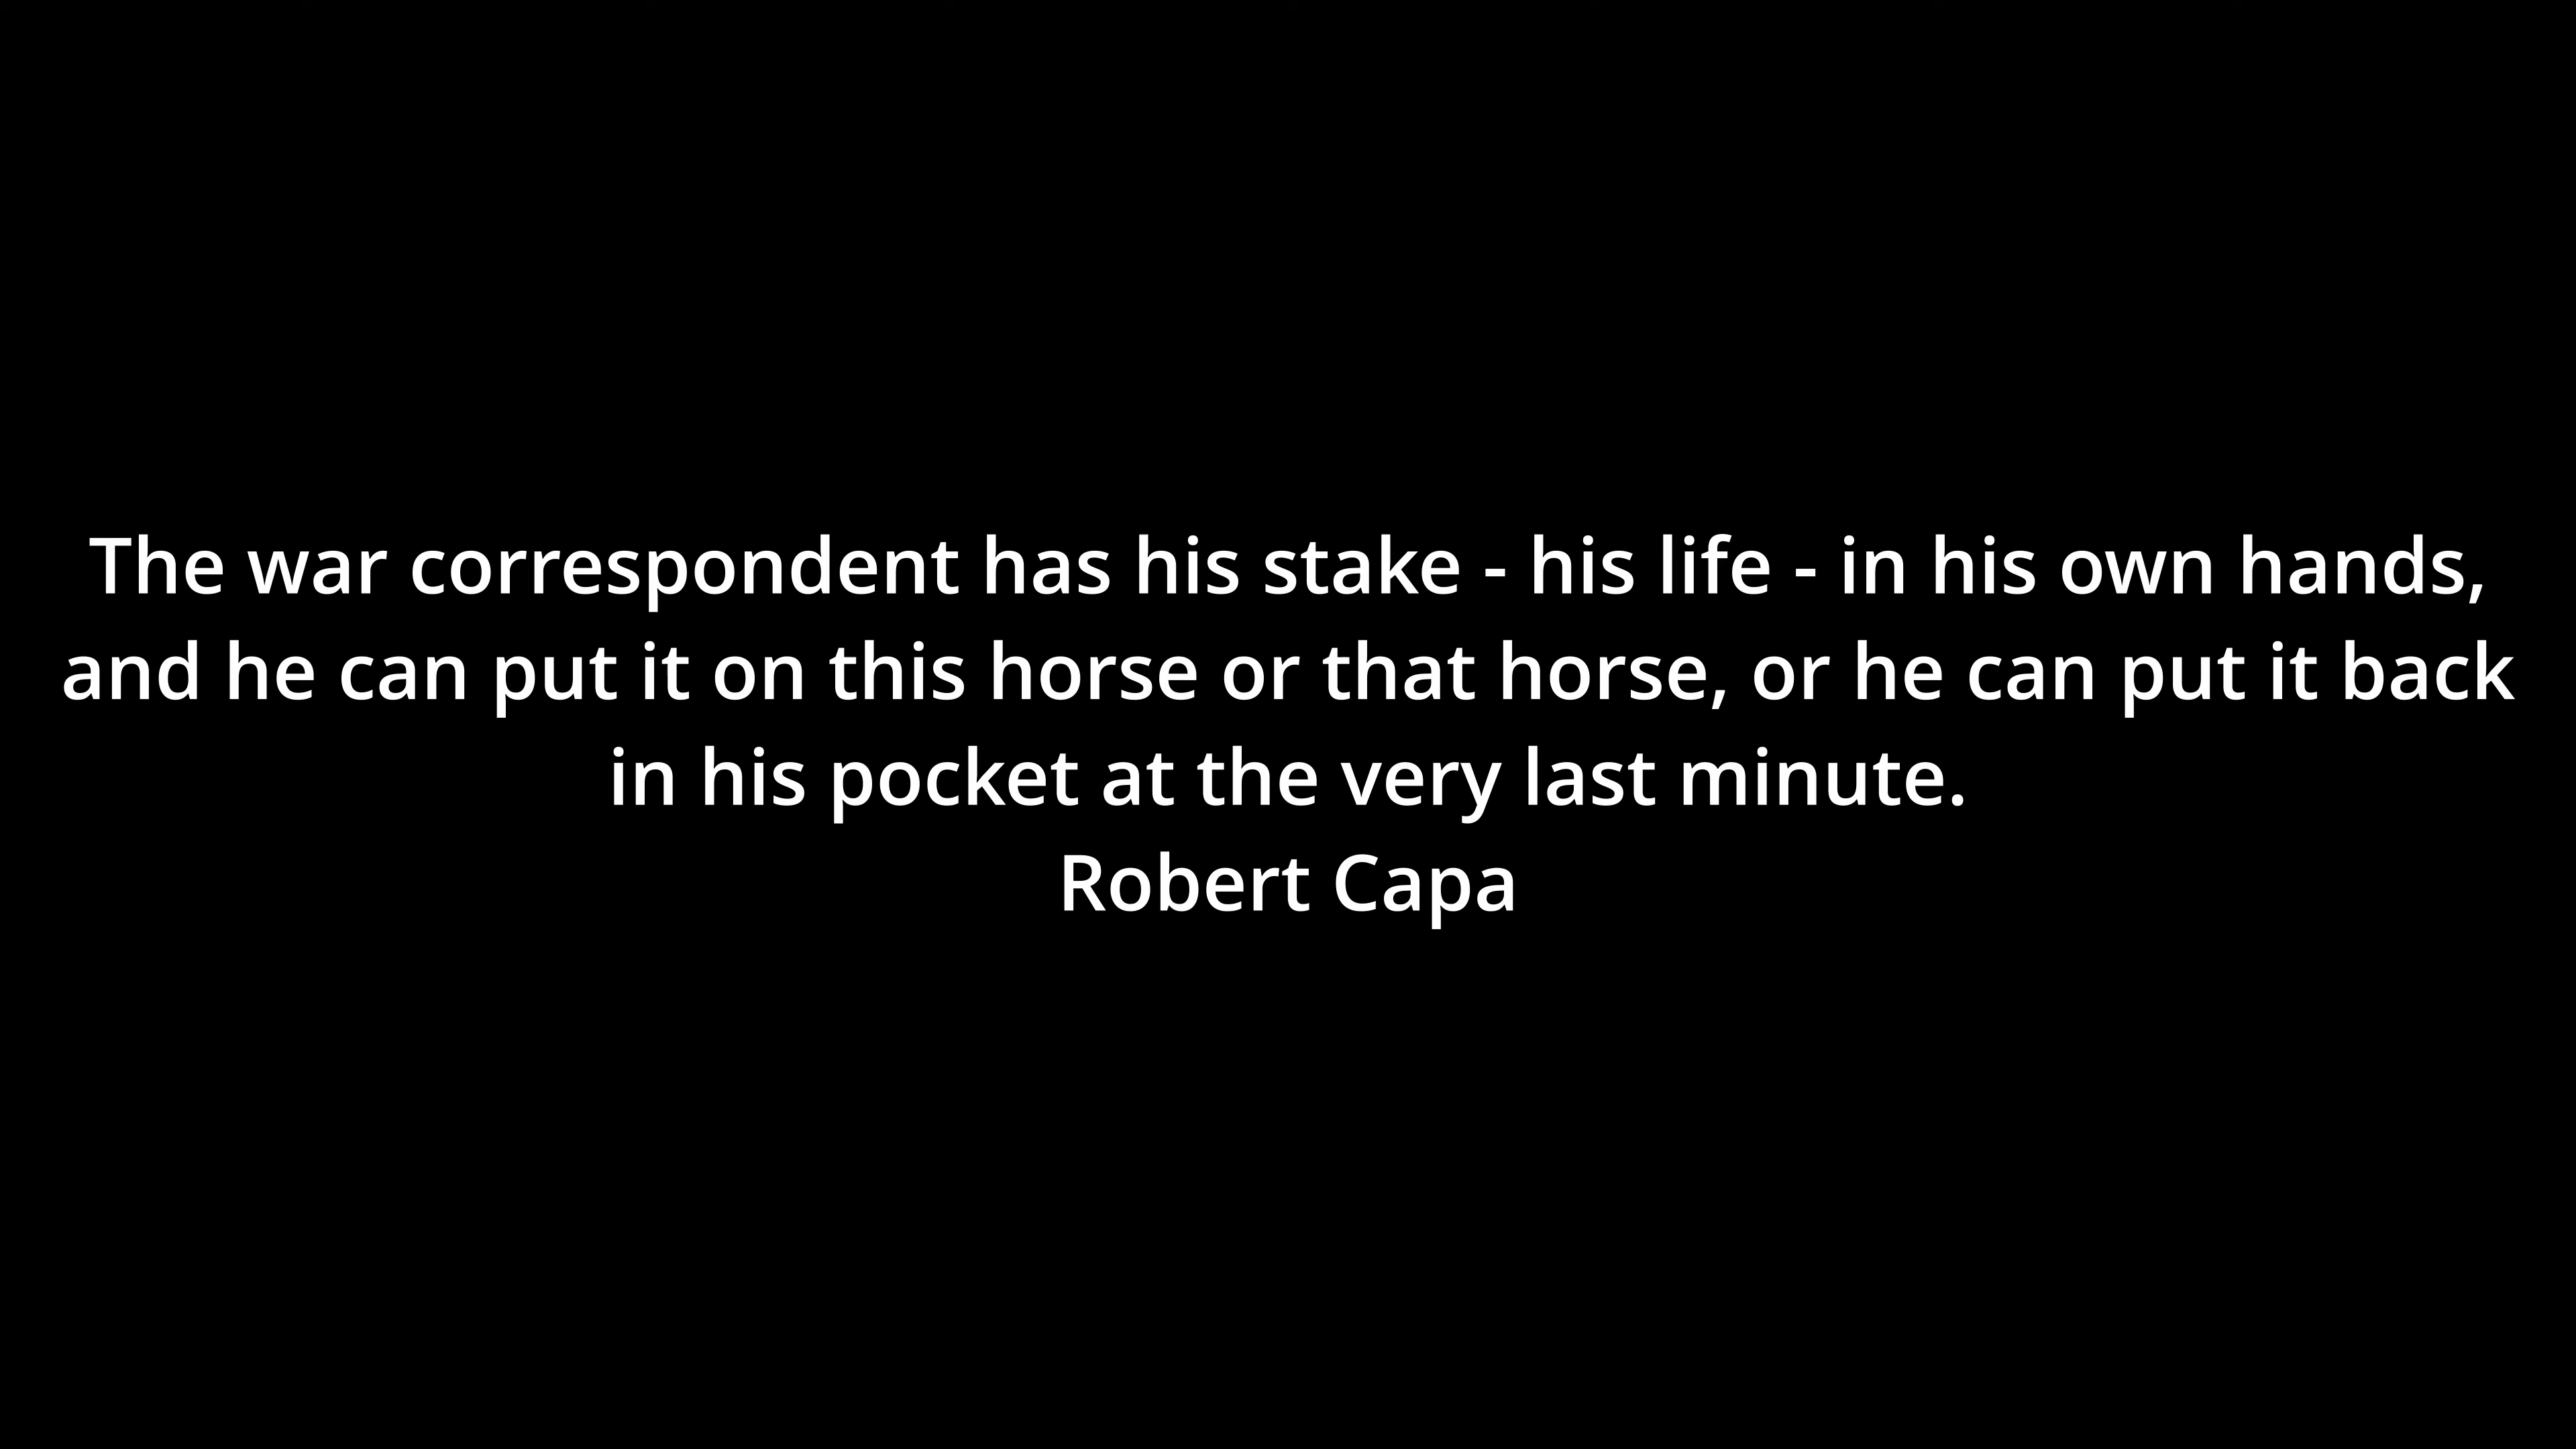 The war correspondent has his stake - his life - in his own hands,
and he can put it on this horse or that horse, or he can put it back
in his pocket at the very last minute.
Robert Capa